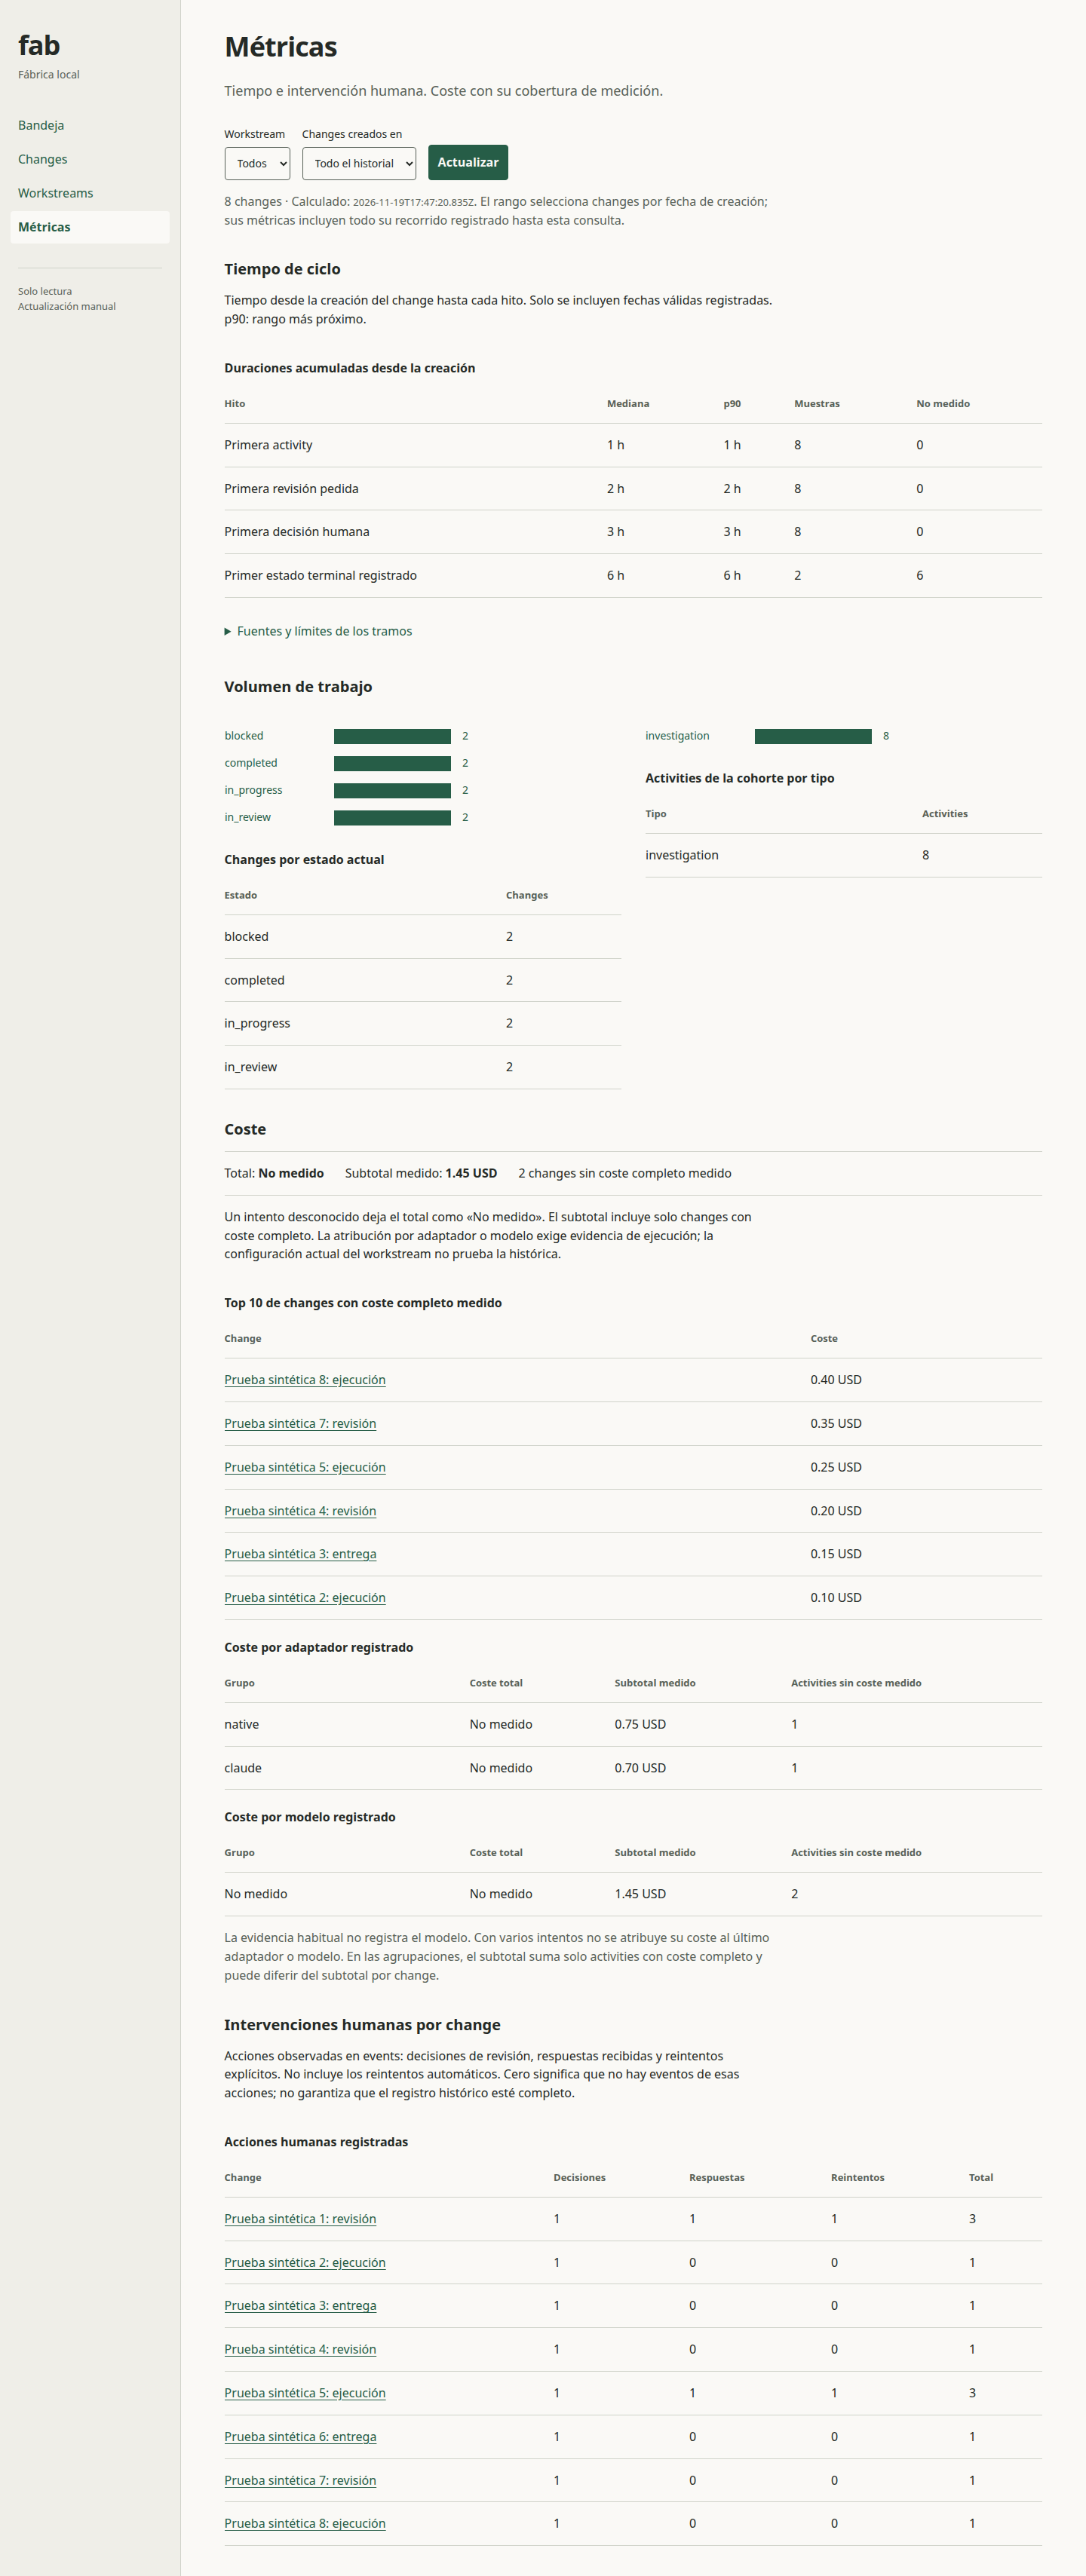 fab
Fábrica local
Bandeja
Changes
Workstreams
Métricas
Solo lectura
Actualización manual
Métricas
Tiempo e intervención humana. Coste con su cobertura de medición.
Workstream Changes creados en
Todos Todo el historial Actualizar
8 changes · Calculado: 2026-11-19T17:47:20.835Z. El rango selecciona changes por fecha de creación;
sus métricas incluyen todo su recorrido registrado hasta esta consulta.
Tiempo de ciclo
Tiempo desde la creación del change hasta cada hito. Solo se incluyen fechas válidas registradas.
p90: rango más próximo.
Duraciones acumuladas desde la creación
Hito Mediana p90 Muestras No medido
Primera activity 1 h 1 h 8 0
Primera revisión pedida 2 h 2 h 8 0
Primera decisión humana 3 h 3 h 8 0
Primer estado terminal registrado 6 h 6 h 2 6
Fuentes y límites de los tramos
Volumen de trabajo
blocked 2
completed 2
in_progress 2
in_review 2
Changes por estado actual
Estado Changes
blocked 2
completed 2
in_progress 2
in_review 2
investigation 8
Activities de la cohorte por tipo
Tipo Activities
investigation 8
Coste
Total: No medido Subtotal medido: 1.45 USD 2 changes sin coste completo medido
Un intento desconocido deja el total como «No medido». El subtotal incluye solo changes con
coste completo. La atribución por adaptador o modelo exige evidencia de ejecución; la
configuración actual del workstream no prueba la histórica.
Top 10 de changes con coste completo medido
Change Coste
Prueba sintética 8: ejecución 0.40 USD
Prueba sintética 7: revisión 0.35 USD
Prueba sintética 5: ejecución 0.25 USD
Prueba sintética 4: revisión 0.20 USD
Prueba sintética 3: entrega 0.15 USD
Prueba sintética 2: ejecución 0.10 USD
Coste por adaptador registrado
Grupo Coste total Subtotal medido Activities sin coste medido
native No medido 0.75 USD 1
claude No medido 0.70 USD 1
Coste por modelo registrado
Grupo Coste total Subtotal medido Activities sin coste medido
No medido No medido 1.45 USD 2
La evidencia habitual no registra el modelo. Con varios intentos no se atribuye su coste al último
adaptador o modelo. En las agrupaciones, el subtotal suma solo activities con coste completo y
puede diferir del subtotal por change.
Intervenciones humanas por change
Acciones observadas en events: decisiones de revisión, respuestas recibidas y reintentos
explícitos. No incluye los reintentos automáticos. Cero significa que no hay eventos de esas
acciones; no garantiza que el registro histórico esté completo.
Acciones humanas registradas
Change Decisiones Respuestas Reintentos Total
Prueba sintética 1: revisión 1 1 1 3
Prueba sintética 2: ejecución 1 0 0 1
Prueba sintética 3: entrega 1 0 0 1
Prueba sintética 4: revisión 1 0 0 1
Prueba sintética 5: ejecución 1 1 1 3
Prueba sintética 6: entrega 1 0 0 1
Prueba sintética 7: revisión 1 0 0 1
Prueba sintética 8: ejecución 1 0 0 1